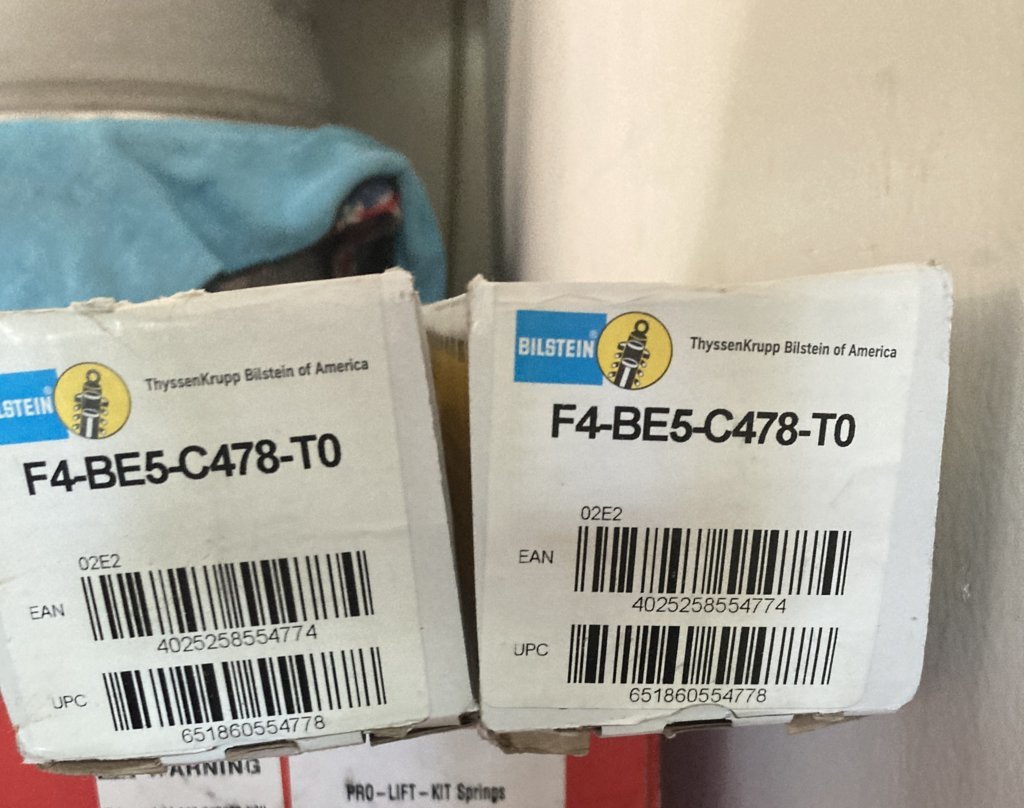 LSTEIN®
ThyssenKrupp Bilstein of America
F4-BE5-C478-T0
02E2
EAN
4025258554774
UPC
651860554778
BILSTEIN®
ThyssenKrupp Bilstein of America
F4-BE5-C478-T0
02E2
EAN
4025258554774
UPC
651860554778
WARNING
PRO-LIFT-KIT Springs